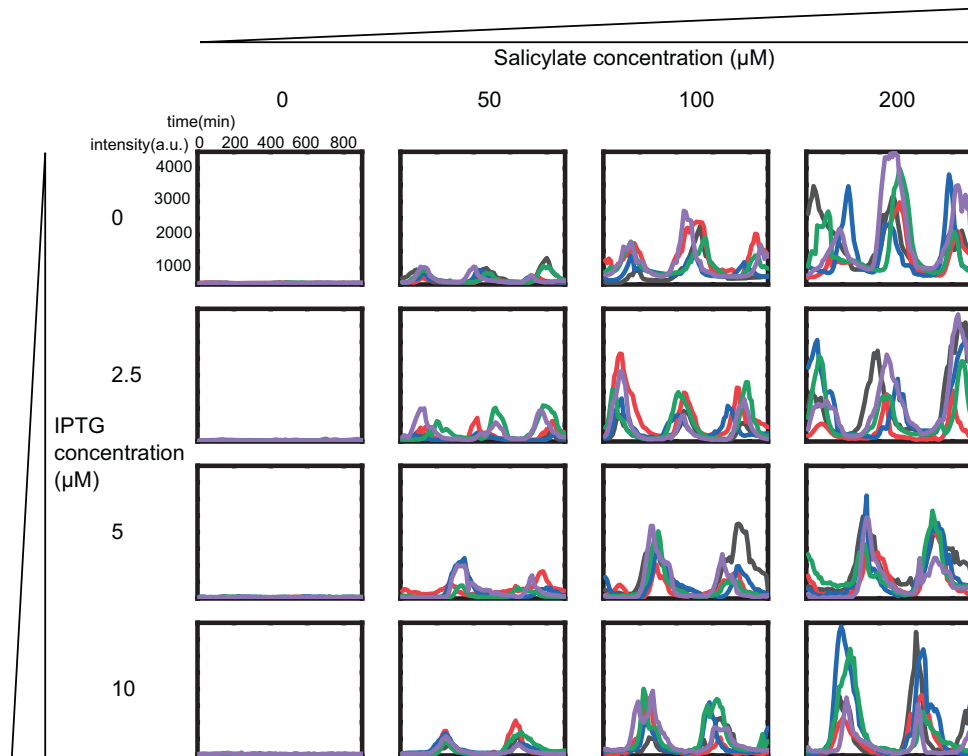 Salicylate concentration (µM)
0 50 100 200
time(min)
intensity(a.u.) 0 200 400 600 800
4000
3000
2000
1000
0
2.5
IPTG
concentration
(µM)
5
10